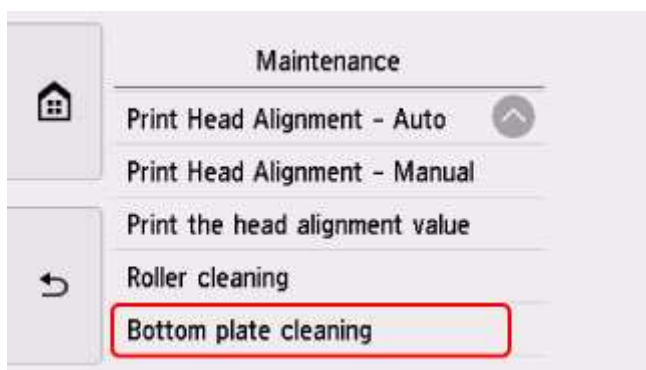 Maintenance
Print Head Alignment - Auto
Print Head Alignment - Manual
Print the head alignment value
Roller cleaning
Bottom plate cleaning